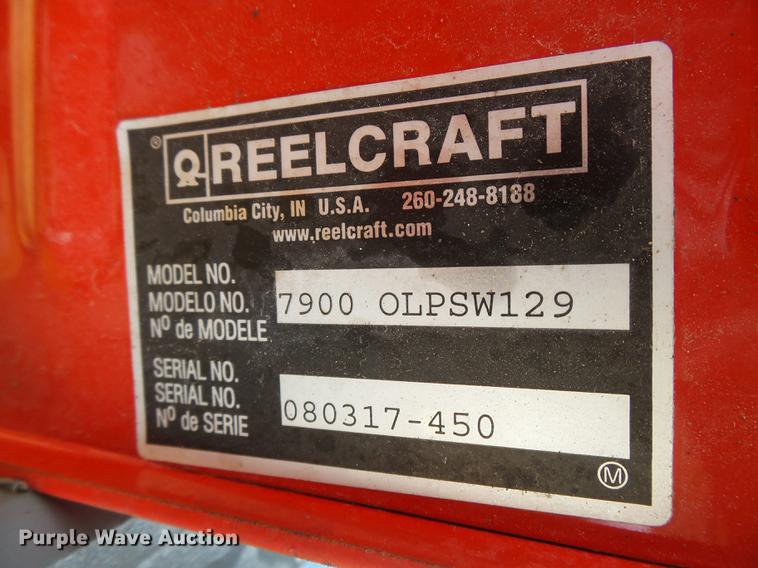 ® REELCRAFT
Columbia City, IN U.S.A. 260-248-8188
www.reelcraft.com
MODEL NO.
MODELO NO.
Nº de MODELE
7900 OLPSW129
SERIAL NO.
SERIAL NO.
Nº de SERIE
080317-450
M
Purple Wave Auction